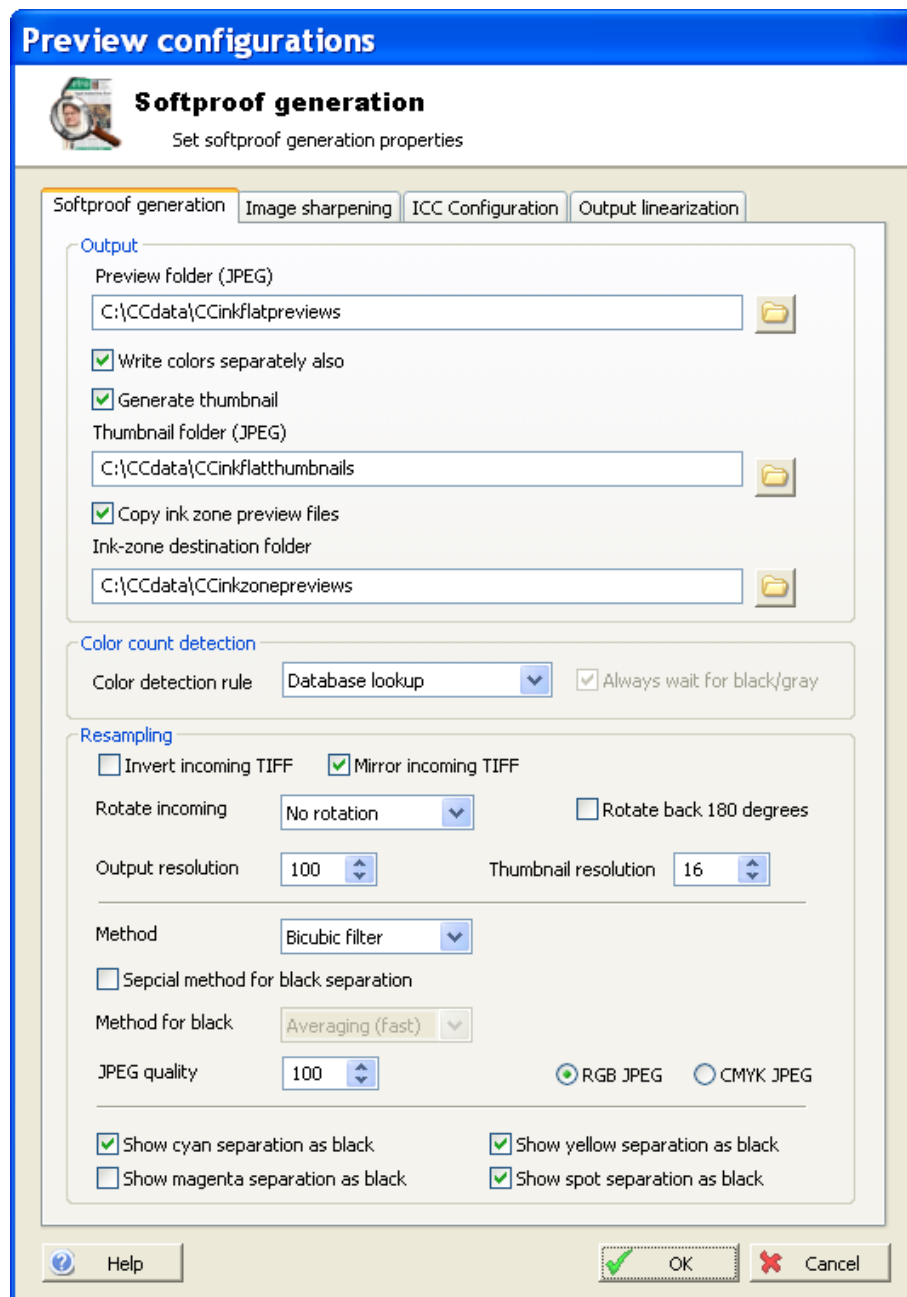 Preview configurations
Softproof generation
Set softproof generation properties
Softproof generation Image sharpening ICC Configuration Output linearization
Output
Preview folder (JPEG)
C:\CCdata\CCinkflatpreviews
Write colors separately also
Generate thumbnail
Thumbnail folder (JPEG)
C:\CCdata\CCinkflatthumbnails
Copy ink zone preview files
Ink-zone destination folder
C:\CCdata\CCinkzonepreviews
Color count detection
Color detection rule Database lookup Always wait for black/gray
Resampling
Invert incoming TIFF Mirror incoming TIFF
Rotate incoming No rotation Rotate back 180 degrees
Output resolution 100 Thumbnail resolution 16
Method Bicubic filter
Sepcial method for black separation
Method for black Averaging (fast)
JPEG quality 100 RGB JPEG CMYK JPEG
Show cyan separation as black Show yellow separation as black
Show magenta separation as black Show spot separation as black
Help OK Cancel